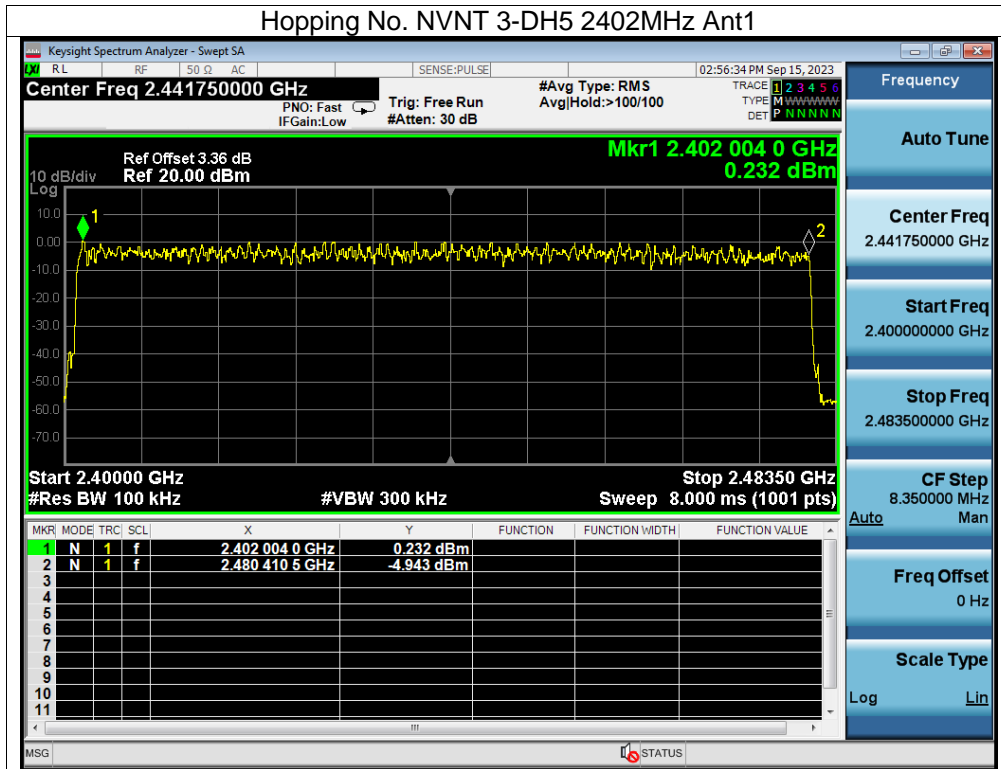 Hopping No. NVNT 3-DH5 2402MHz Ant1
Keysight Spectrum Analyzer - Swept SA
LXI RL RF 50 Ω AC SENSE:PULSE 02:56:34 PM Sep 15, 2023
Center Freq 2.441750000 GHz
PNO: Fast
IFGain:Low
Trig: Free Run
#Atten: 30 dB
#Avg Type: RMS
Avg|Hold:>100/100
TRACE 1 2 3 4 5 6
TYPE M WWWWW
DET P N N N N N
Mkr1 2.402 004 0 GHz
0.232 dBm
Ref Offset 3.36 dB
10 dB/div Ref 20.00 dBm
Log
10.0
0.00
-10.0
-20.0
-30.0
-40.0
-50.0
-60.0
-70.0
1
2
Start 2.40000 GHz Stop 2.48350 GHz
#Res BW 100 kHz #VBW 300 kHz Sweep 8.000 ms (1001 pts)
MKR MODE TRC SCL X Y FUNCTION FUNCTION WIDTH FUNCTION VALUE
1 N 1 f 2.402 004 0 GHz 0.232 dBm
2 N 1 f 2.480 410 5 GHz -4.943 dBm
3
4
5
6
7
8
9
10
11
MSG STATUS
Frequency
Auto Tune
Center Freq
2.441750000 GHz
Start Freq
2.400000000 GHz
Stop Freq
2.483500000 GHz
CF Step
8.350000 MHz
Auto Man
Freq Offset
0 Hz
Scale Type
Log Lin